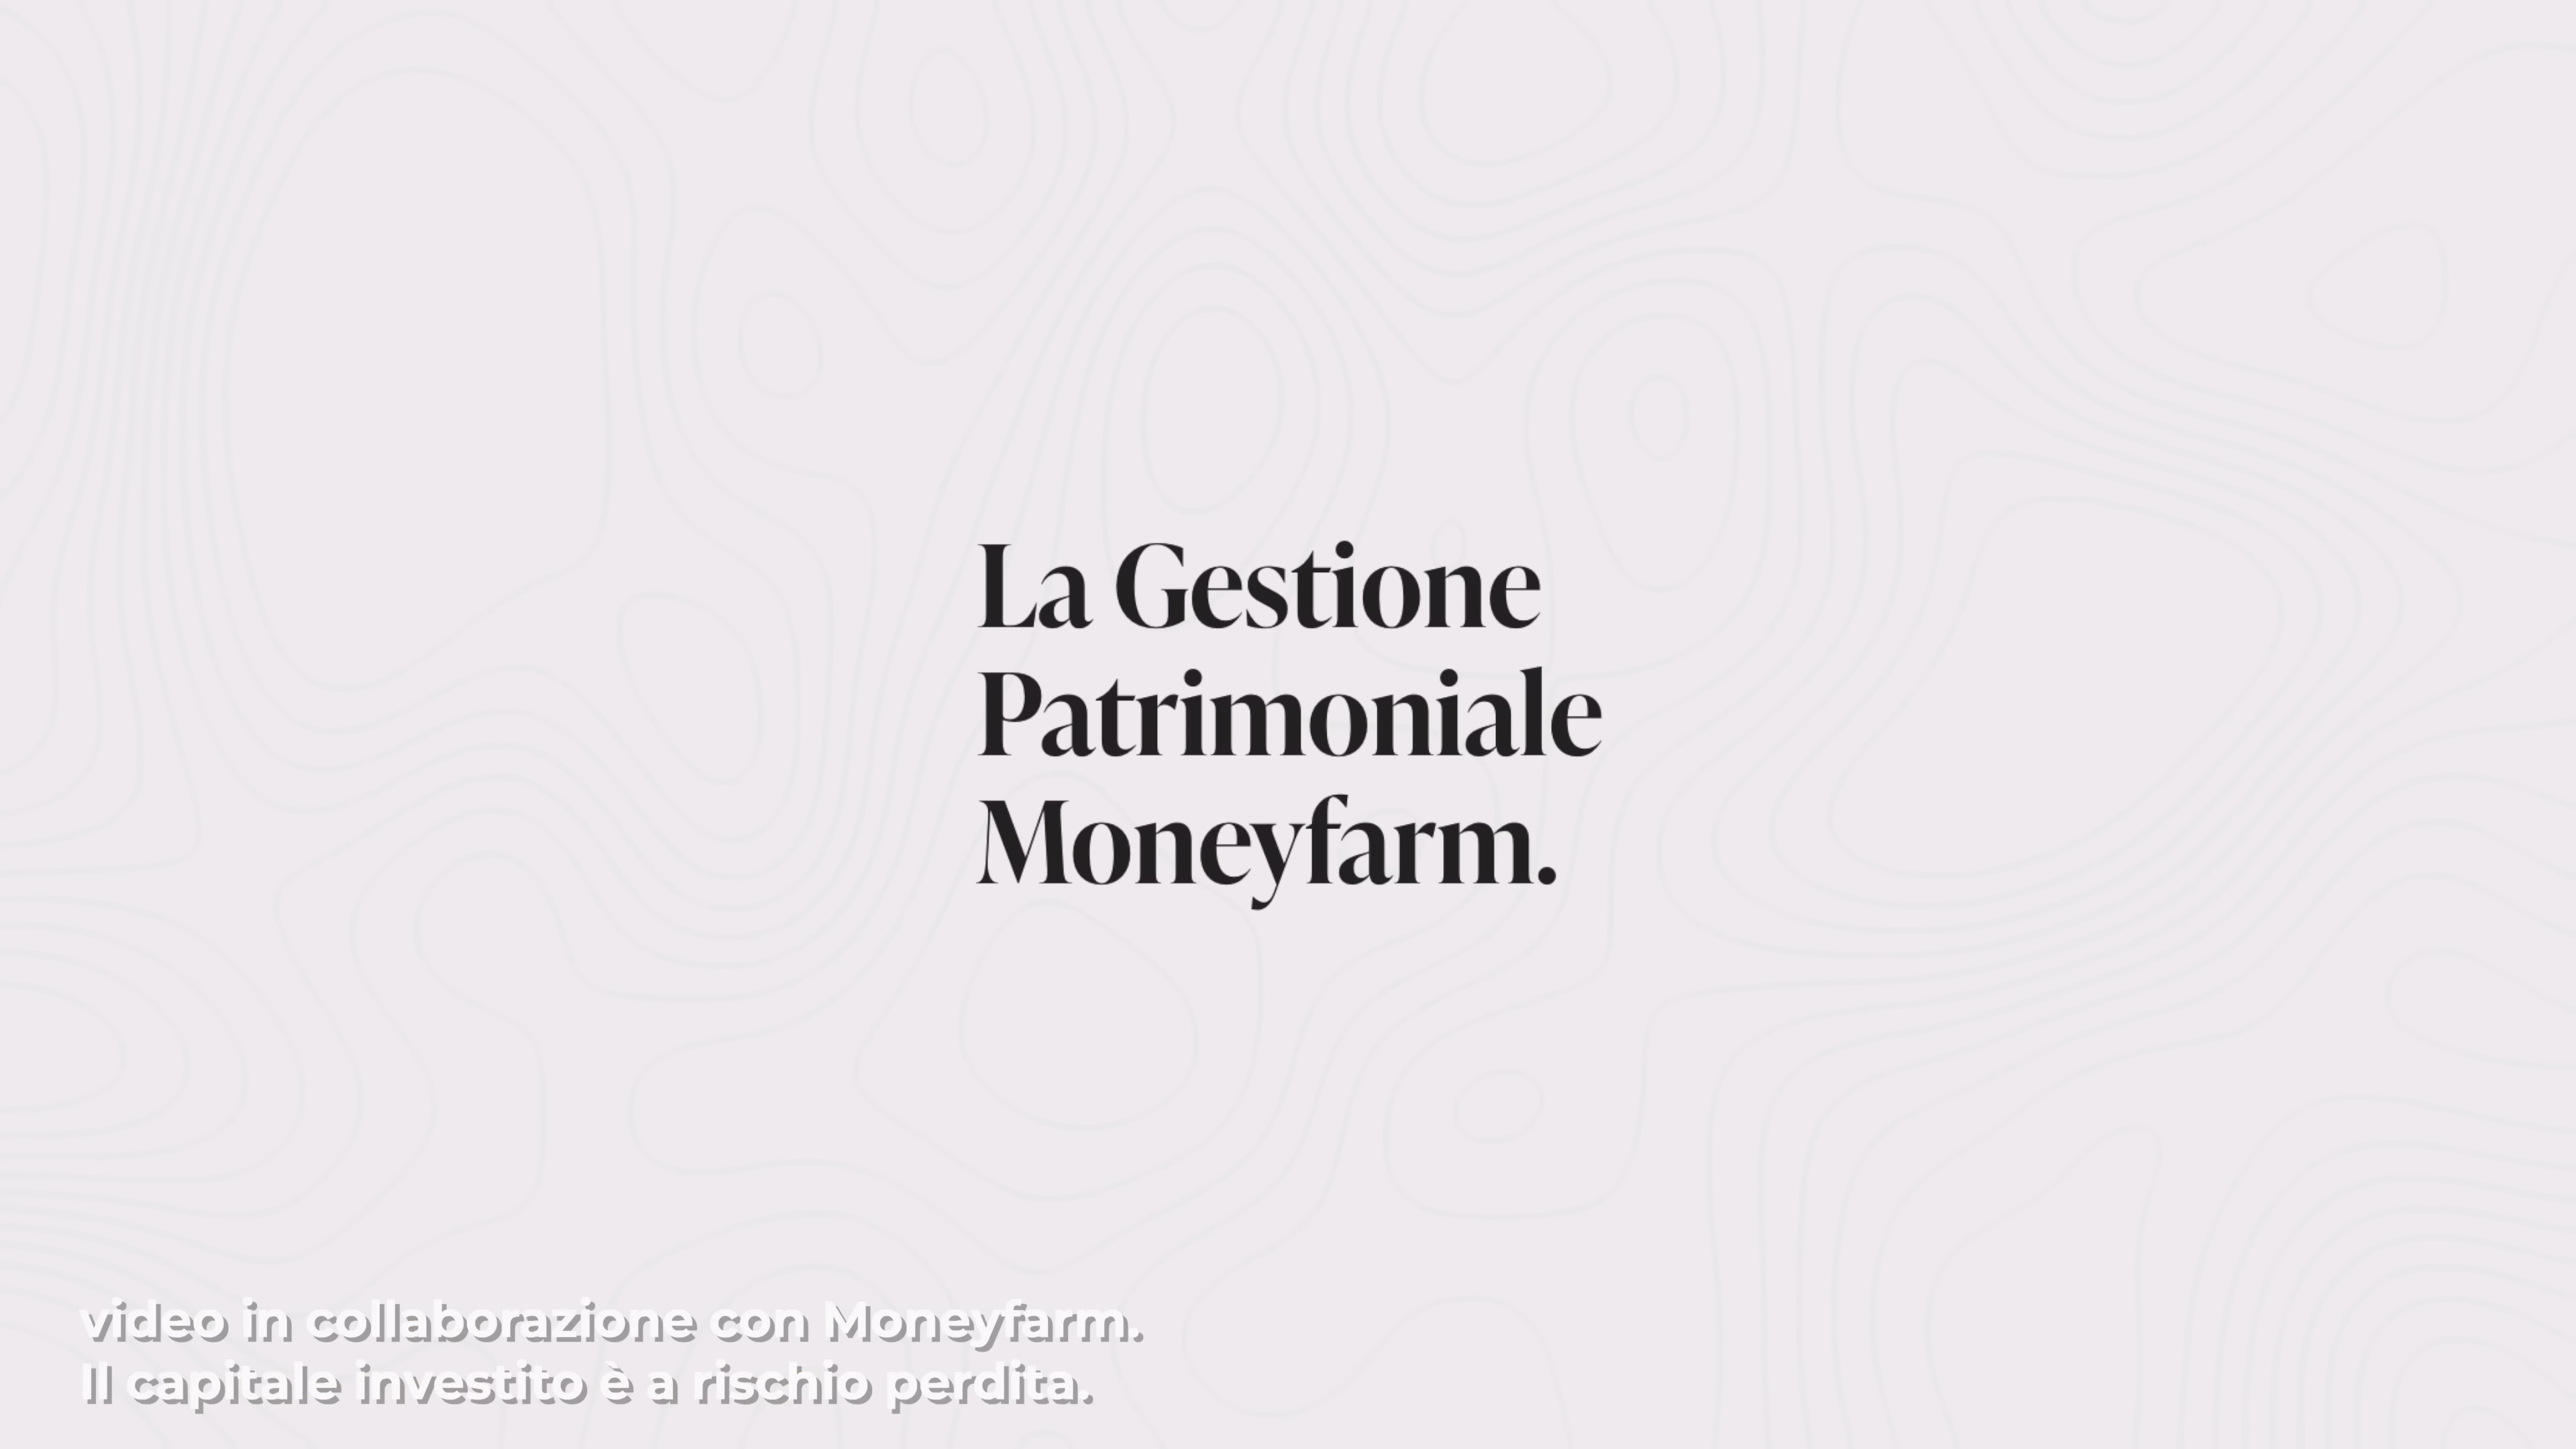 La Gestione
Patrimoniale
Moneyfarm.
video in collaborazione con Moneyfarm.
Il capitale investito è a rischio perdita.